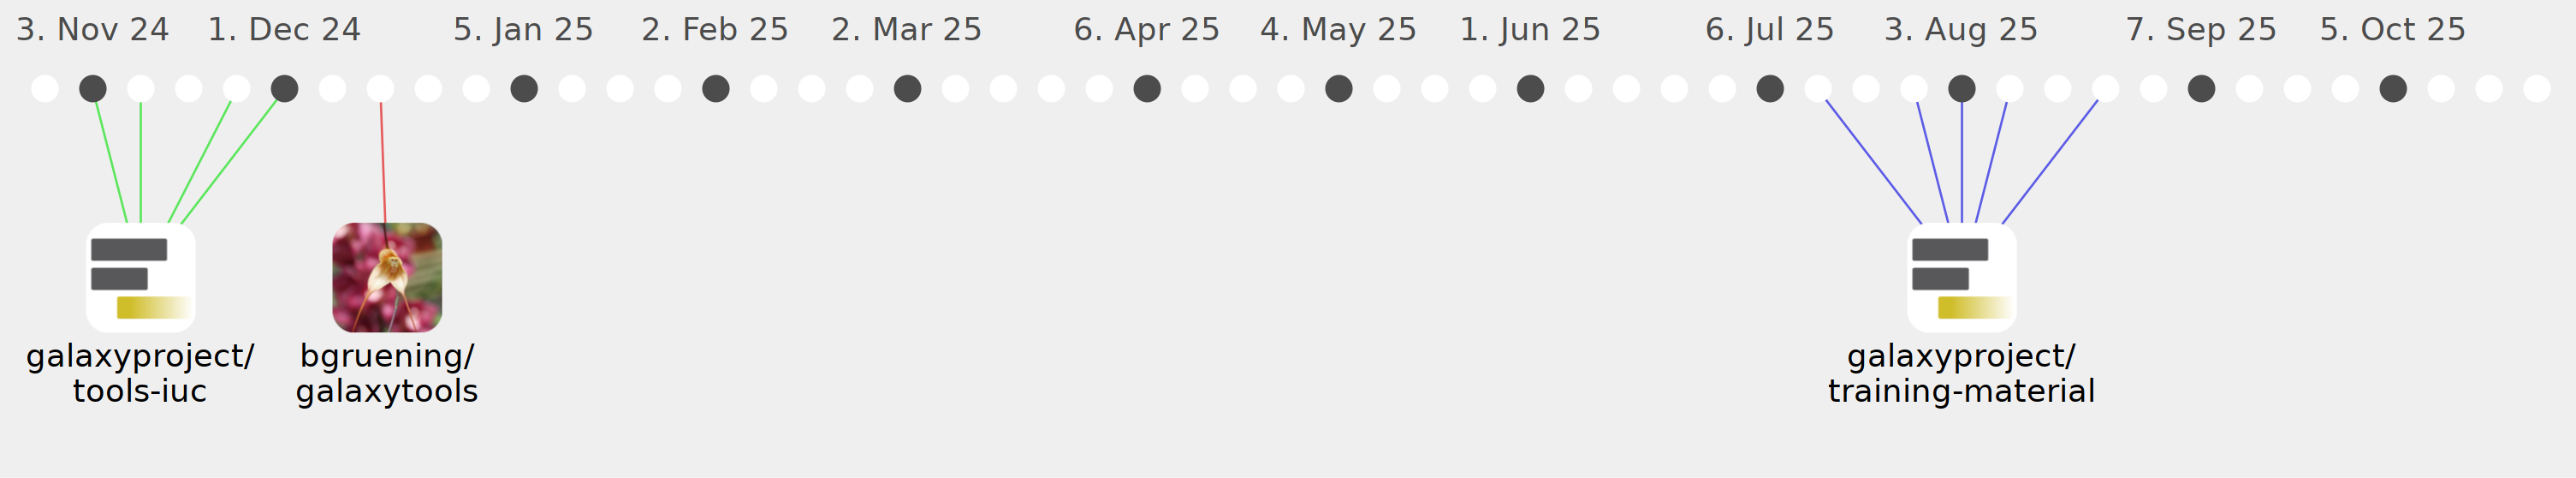 3. Nov 24 1. Dec 24 5. Jan 25 2. Feb 25 2. Mar 25 6. Apr 25 4. May 25 1. Jun 25 6. Jul 25 3. Aug 25 7. Sep 25 5. Oct 25
galaxyproject/
tools-iuc
bgruening/
galaxytools
galaxyproject/
training-material